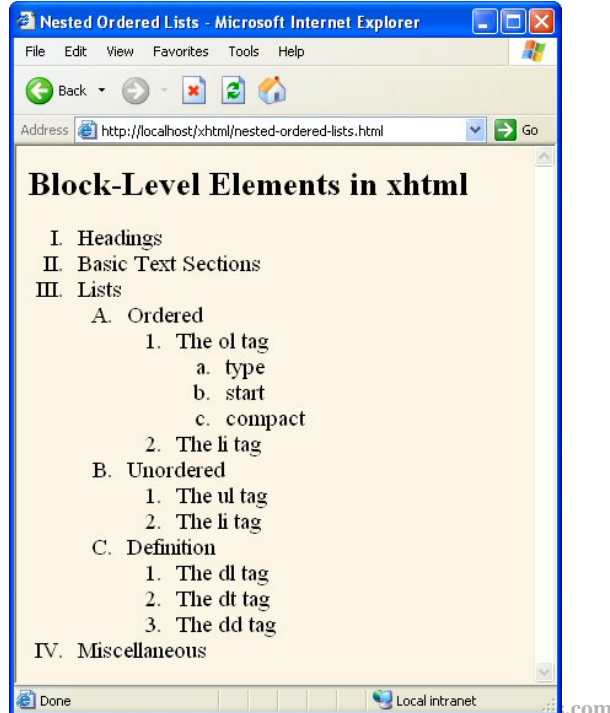 Nested Ordered Lists - Microsoft Internet Explorer
File Edit View Favorites Tools Help
Back
Address http://localhost/xhtml/nested-ordered-lists.html Go
Block-Level Elements in xhtml
I. Headings
II. Basic Text Sections
III. Lists
A. Ordered
1. The ol tag
a. type
b. start
c. compact
2. The li tag
B. Unordered
1. The ul tag
2. The li tag
C. Definition
1. The dl tag
2. The dt tag
3. The dd tag
IV. Miscellaneous
Done Local intranet
.com